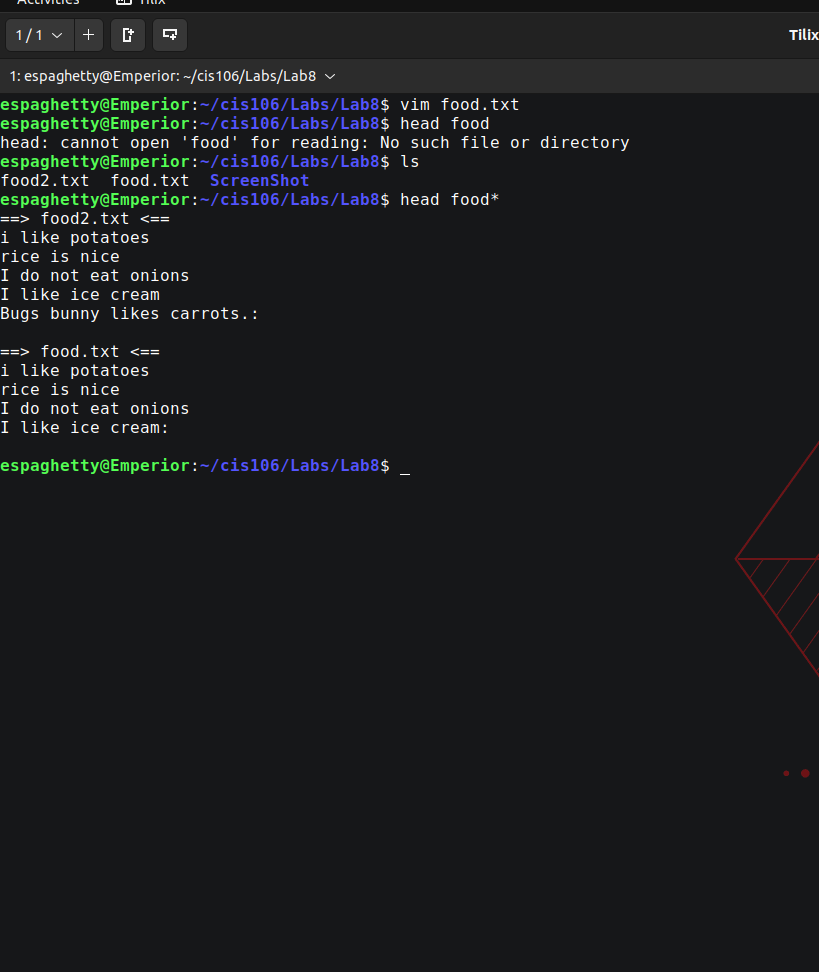 Activities Tilix
1 / 1
Tilix
1: espaghetty@Emperior: ~/cis106/Labs/Lab8
espaghetty@Emperior:~/cis106/Labs/Lab8$ vim food.txt
espaghetty@Emperior:~/cis106/Labs/Lab8$ head food
head: cannot open 'food' for reading: No such file or directory
espaghetty@Emperior:~/cis106/Labs/Lab8$ ls
food2.txt  food.txt  ScreenShot
espaghetty@Emperior:~/cis106/Labs/Lab8$ head food*
==> food2.txt <==
i like potatoes
rice is nice
I do not eat onions
I like ice cream
Bugs bunny likes carrots.:
==> food.txt <==
i like potatoes
rice is nice
I do not eat onions
I like ice cream:
espaghetty@Emperior:~/cis106/Labs/Lab8$ _